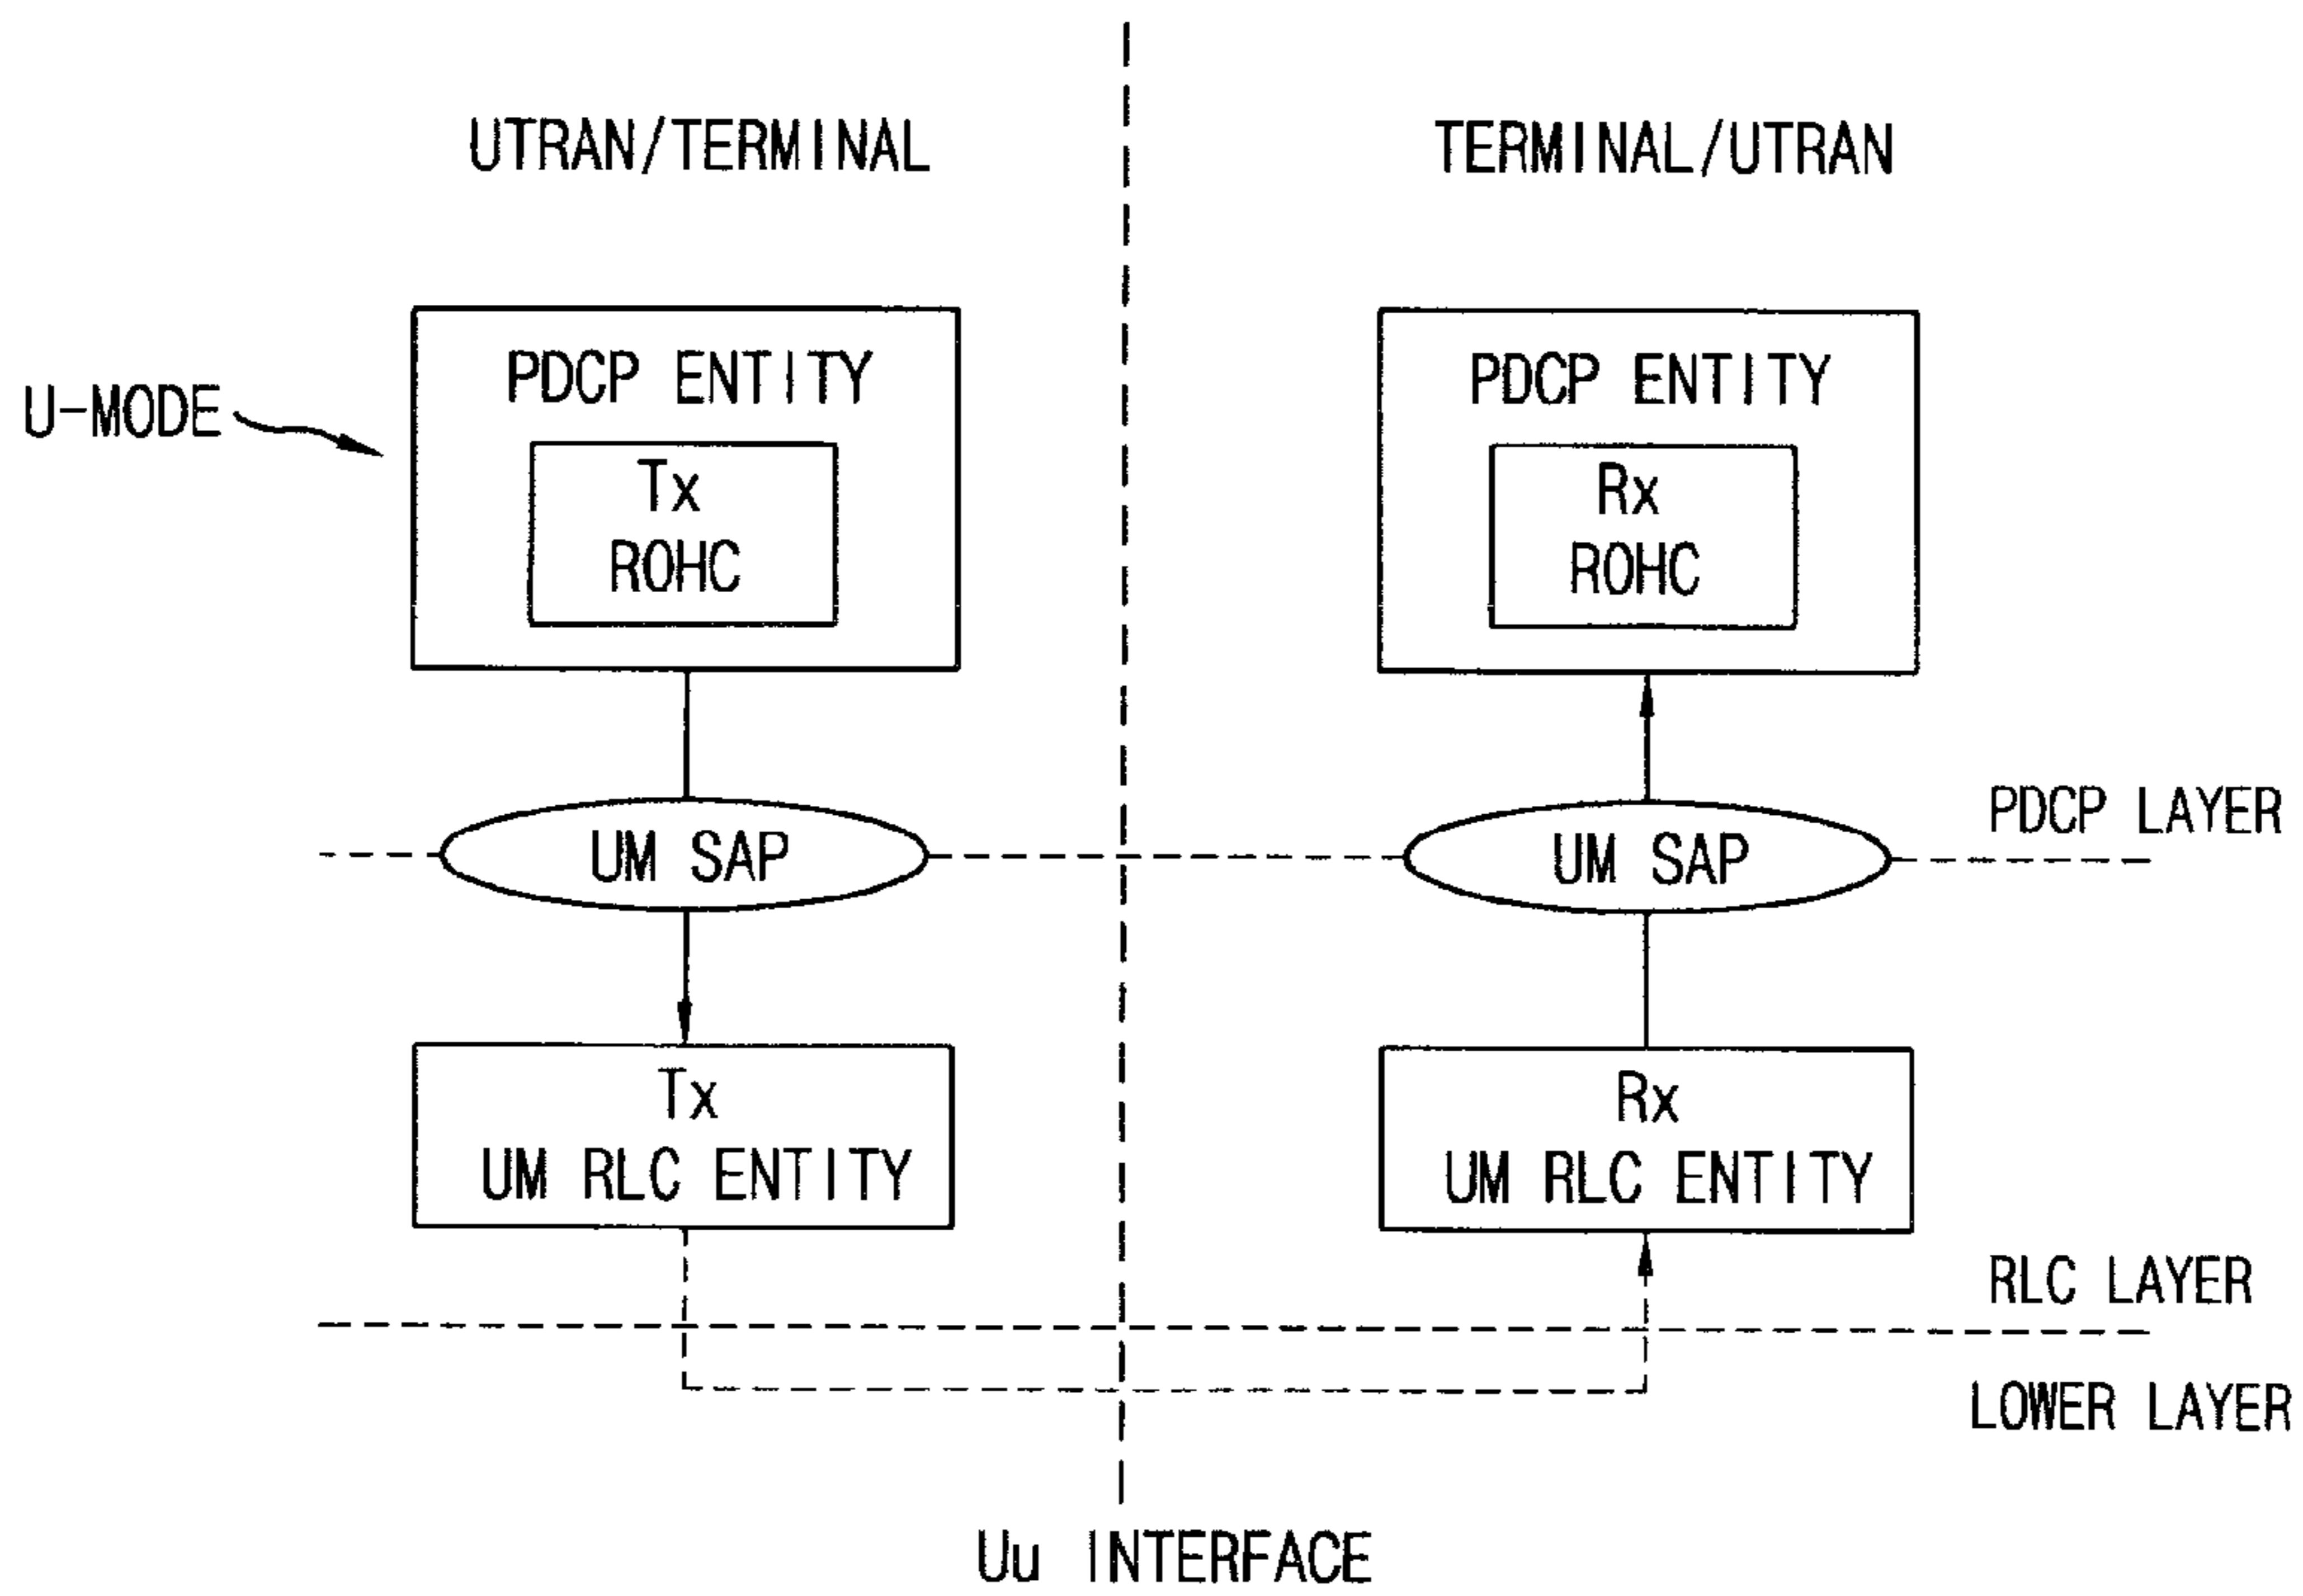 UTRAN/TERMINAL
TERMINAL/UTRAN
U-MODE
PDCP ENTITY
Tx
ROHC
PDCP ENTITY
Rx
ROHC
UM SAP
UM SAP
PDCP LAYER
Tx
UM RLC ENTITY
Rx
UM RLC ENTITY
RLC LAYER
LOWER LAYER
Uu INTERFACE